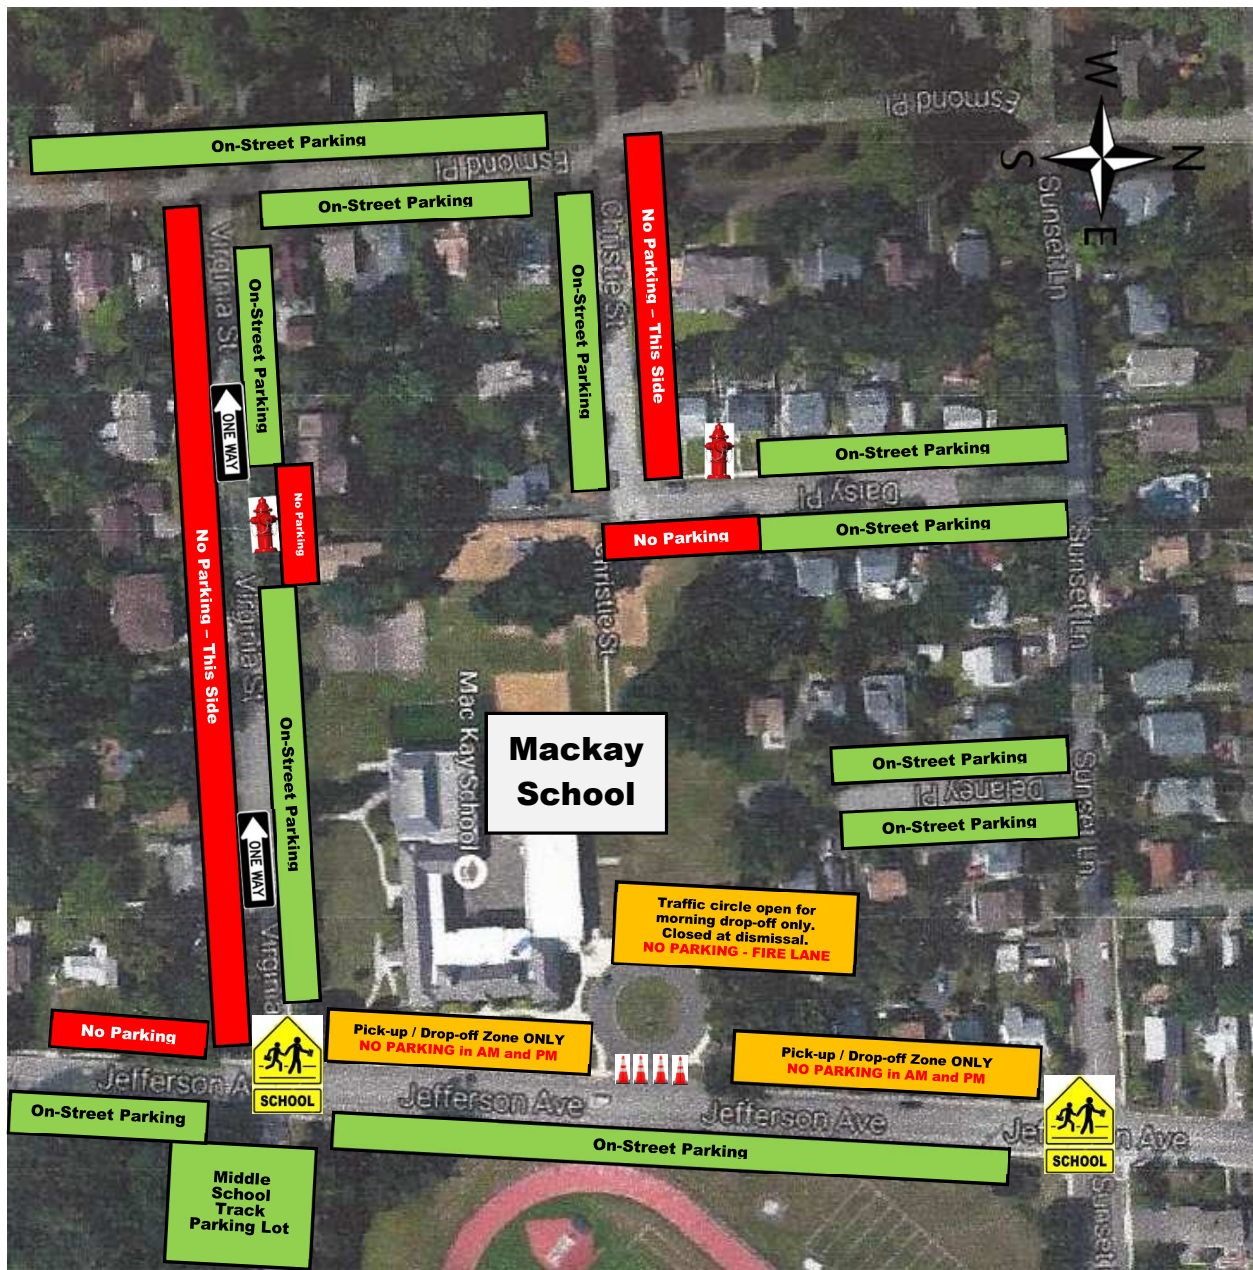 W
Esmond Pl
N
S
E
On-Street Parking
Esmond Pl
On-Street Parking
No Parking – This Side
Christie St
Sunset Ln
Virginia St
On-Street Parking
On-Street Parking
ONE WAY
On-Street Parking
Daisy Pl
No Parking
On-Street Parking
No Parking
No Parking – This Side
Christie St
Sunset Ln
Virginia St
Mac Kay School
Mackay
School
On-Street Parking
On-Street Parking
Delaney Pl
On-Street Parking
Sunset Ln
ONE WAY
Virginia
Traffic circle open for
morning drop-off only.
Closed at dismissal.
NO PARKING - FIRE LANE
No Parking
Pick-up / Drop-off Zone ONLY
NO PARKING in AM and PM
Pick-up / Drop-off Zone ONLY
NO PARKING in AM and PM
Jefferson A
SCHOOL
Jefferson Ave
Jefferson Ave
Jef
n Ave
SCHOOL
On-Street Parking
On-Street Parking
Middle
School
Track
Parking Lot
Sunset